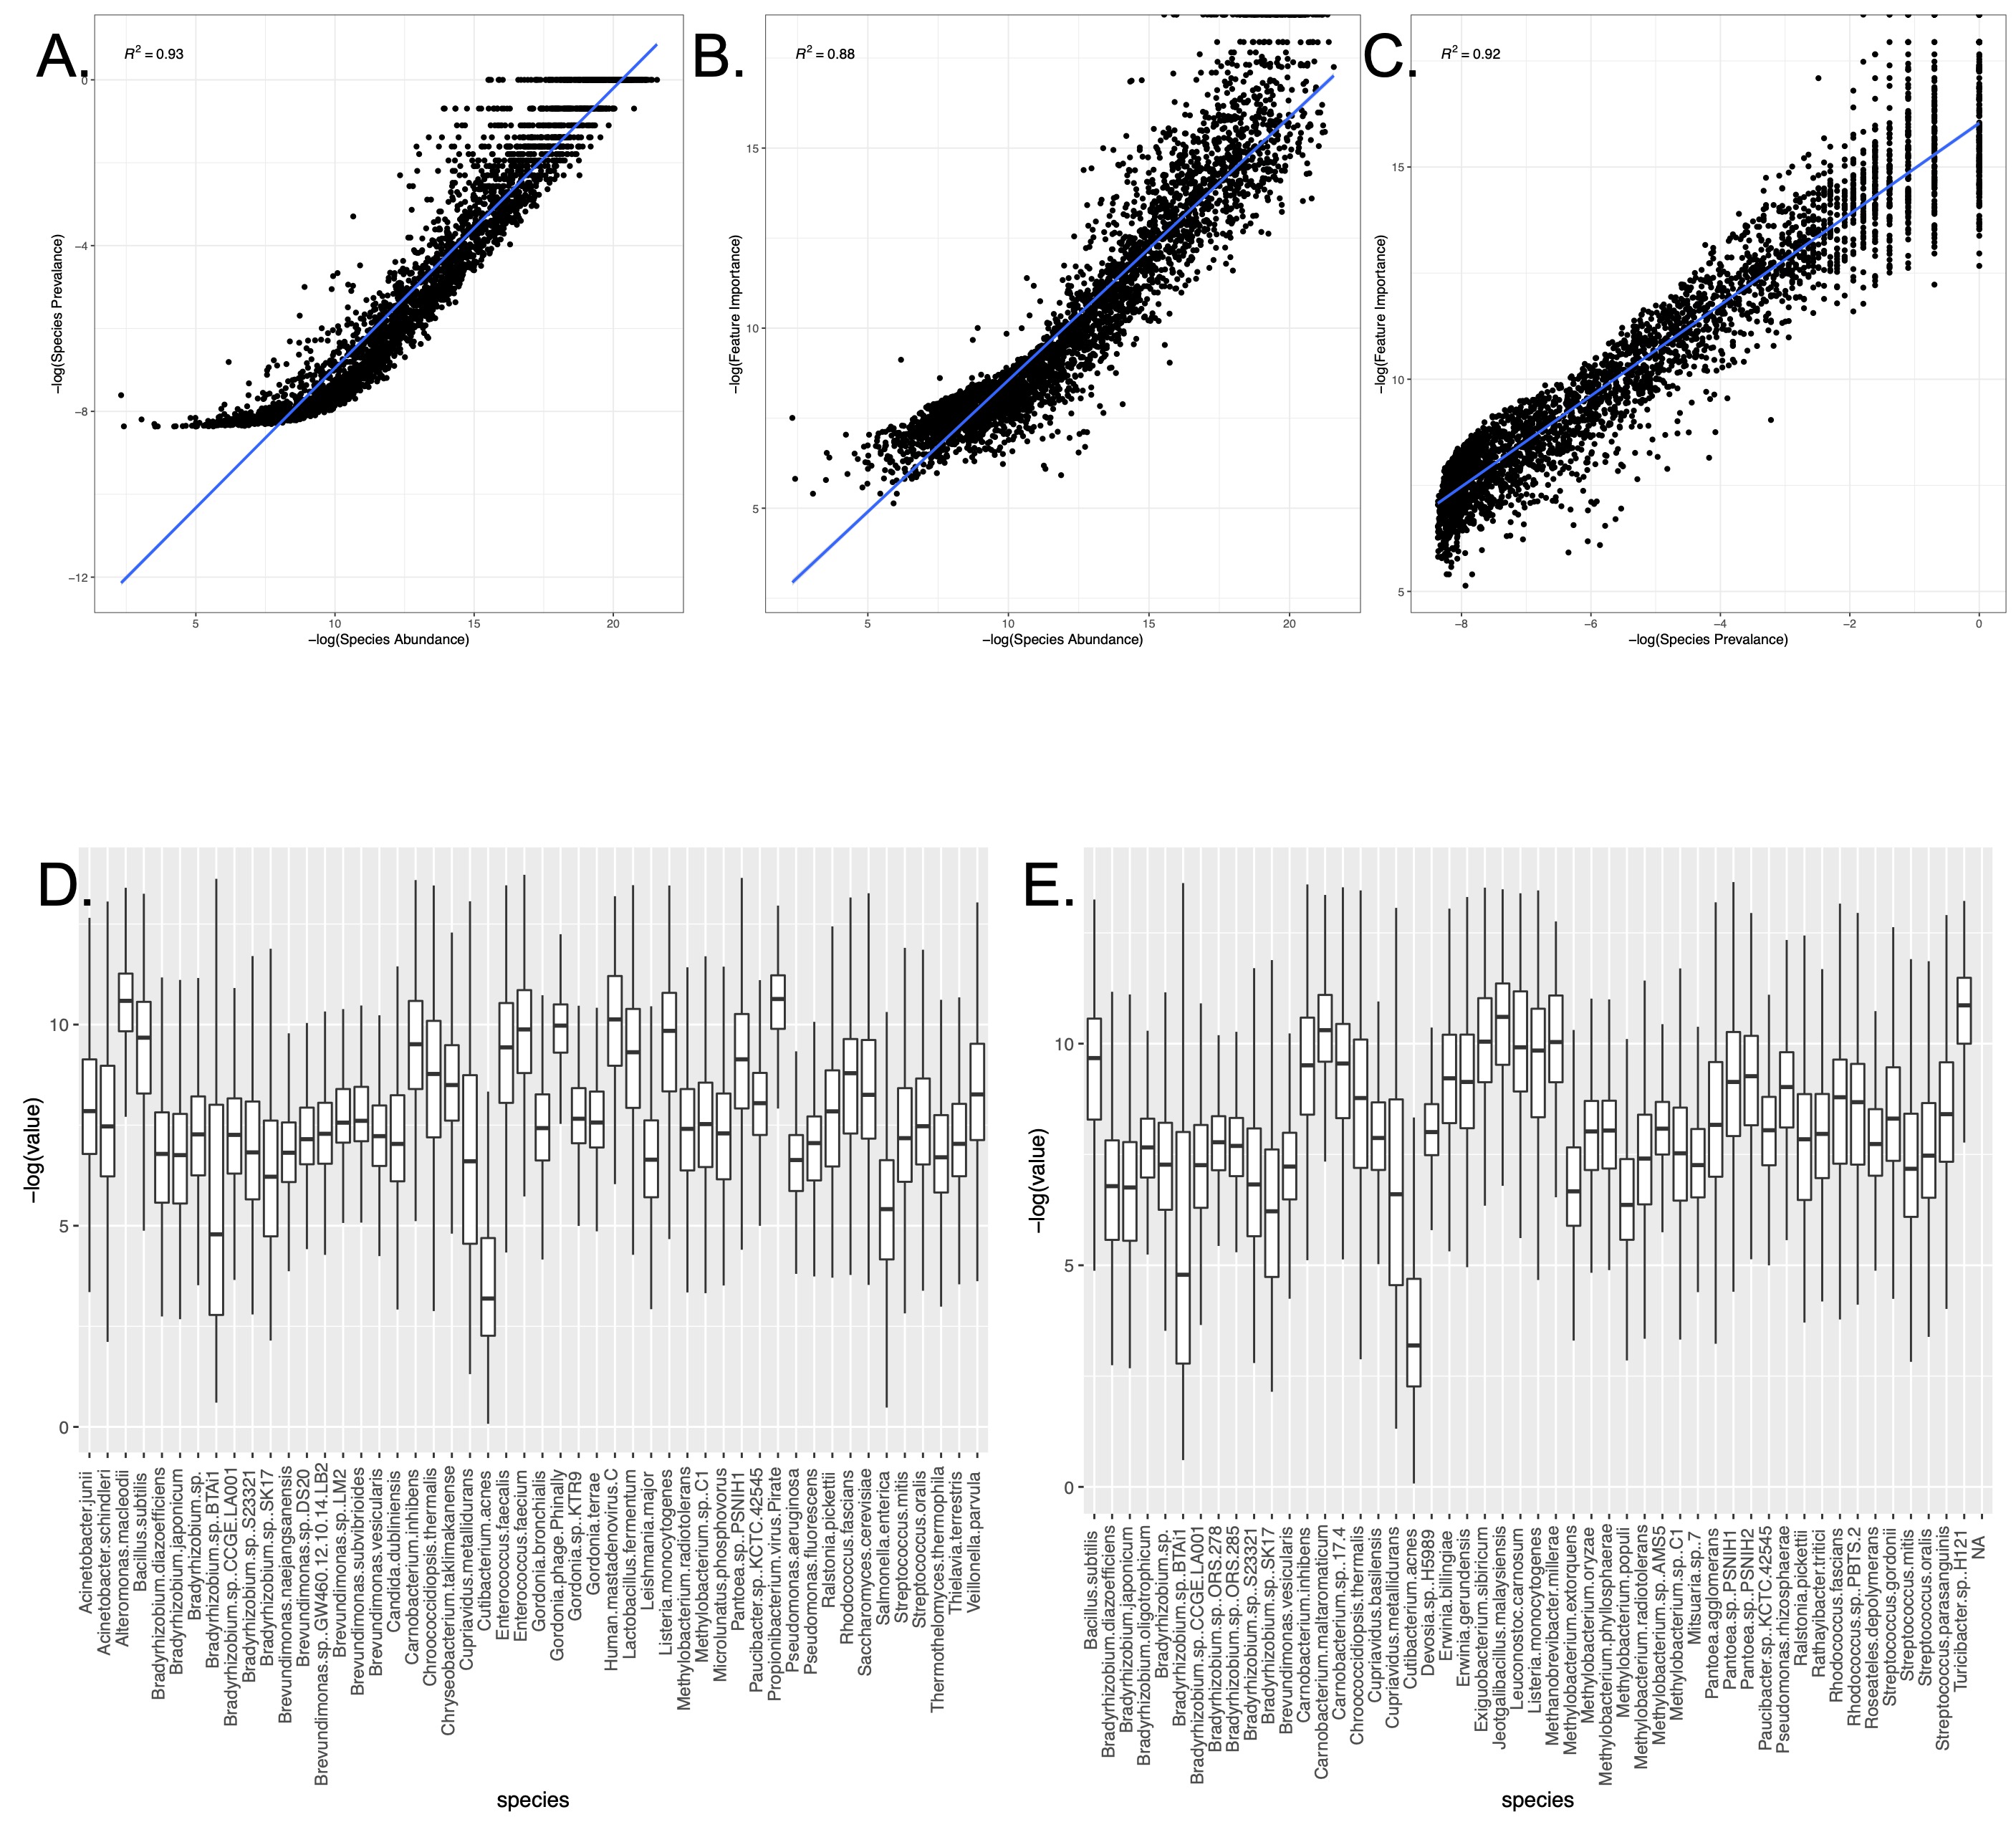 A.
R² = 0.93
0
−4
−8
−12
5
10
15
20
−log(Species Prevalance)
−log(Species Abundance)
B.
R² = 0.88
15
10
5
5
10
15
20
−log(Feature Importance)
−log(Species Abundance)
C.
R² = 0.92
15
10
5
−8
−6
−4
−2
0
−log(Feature Importance)
−log(Species Prevalance)
D.
10
5
0
−log(value)
Acinetobacter.junii
Acinetobacter.schindleri
Alteromonas.macleodii
Bacillus.subtilis
Bradyrhizobium.diazoefficiens
Bradyrhizobium.japonicum
Bradyrhizobium.sp.
Bradyrhizobium.sp..BTAi1
Bradyrhizobium.sp..CCGE.LA001
Bradyrhizobium.sp..S23321
Bradyrhizobium.sp..SK17
Brevundimonas.naejangsanensis
Brevundimonas.sp..DS20
Brevundimonas.sp..GW460.12.10.14.LB2
Brevundimonas.sp..LM2
Brevundimonas.subvibrioides
Brevundimonas.vesicularis
Candida.dubliniensis
Carnobacterium.inhibens
Chroococcidiopsis.thermalis
Chryseobacterium.taklimakanense
Cupriavidus.metallidurans
Cutibacterium.acnes
Enterococcus.faecalis
Enterococcus.faecium
Gordonia.bronchialis
Gordonia.phage.Phinally
Gordonia.sp..KTR9
Gordonia.terrae
Human.mastadenovirus.C
Lactobacillus.fermentum
Leishmania.major
Listeria.monocytogenes
Methylobacterium.radiotolerans
Methylobacterium.sp..C1
Microlunatus.phosphovorus
Pantoea.sp..PSNIH1
Paucibacter.sp..KCTC.42545
Propionibacterium.virus.Pirate
Pseudomonas.aeruginosa
Pseudomonas.fluorescens
Ralstonia.pickettii
Rhodococcus.fascians
Saccharomyces.cerevisiae
Salmonella.enterica
Streptococcus.mitis
Streptococcus.oralis
Thermothelomyces.thermophila
Thielavia.terrestris
Veillonella.parvula
species
E.
10
5
0
−log(value)
Bacillus.subtilis
Bradyrhizobium.diazoefficiens
Bradyrhizobium.japonicum
Bradyrhizobium.oligotrophicum
Bradyrhizobium.sp.
Bradyrhizobium.sp..BTAi1
Bradyrhizobium.sp..CCGE.LA001
Bradyrhizobium.sp..ORS.278
Bradyrhizobium.sp..ORS.285
Bradyrhizobium.sp..S23321
Bradyrhizobium.sp..SK17
Brevundimonas.vesicularis
Carnobacterium.inhibens
Carnobacterium.maltaromaticum
Carnobacterium.sp..17.4
Chroococcidiopsis.thermalis
Cupriavidus.basilensis
Cupriavidus.metallidurans
Cutibacterium.acnes
Devosia.sp..H5989
Erwinia.billingiae
Erwinia.gerundensis
Exiguobacterium.sibiricum
Jeotgalibacillus.malaysiensis
Leuconostoc.carnosum
Listeria.monocytogenes
Methanobrevibacter.millerae
Methylobacterium.extorquens
Methylobacterium.oryzae
Methylobacterium.phyllosphaerae
Methylobacterium.populi
Methylobacterium.radiotolerans
Methylobacterium.sp..AMS5
Methylobacterium.sp..C1
Mitsuaria.sp..7
Pantoea.agglomerans
Pantoea.sp..PSNIH1
Pantoea.sp..PSNIH2
Paucibacter.sp..KCTC.42545
Pseudomonas.rhizosphaerae
Ralstonia.pickettii
Rathayibacter.tritici
Rhodococcus.fascians
Rhodococcus.sp..PBTS.2
Roseateles.depolymerans
Streptococcus.gordonii
Streptococcus.mitis
Streptococcus.oralis
Streptococcus.parasanguinis
Turicibacter.sp..H121
NA
species